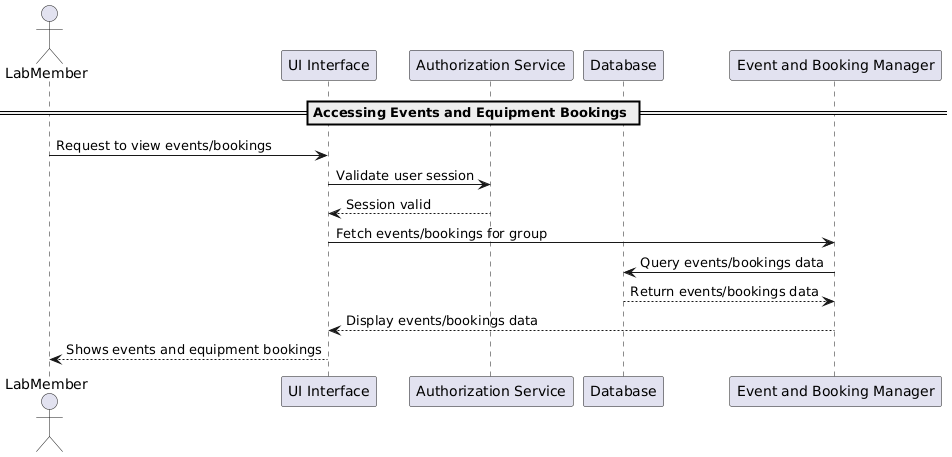 LabMember
UI Interface
Authorization Service
Database
Event and Booking Manager
Accessing Events and Equipment Bookings
Request to view events/bookings
Validate user session
Session valid
Fetch events/bookings for group
Query events/bookings data
Return events/bookings data
Display events/bookings data
Shows events and equipment bookings
LabMember
UI Interface
Authorization Service
Database
Event and Booking Manager